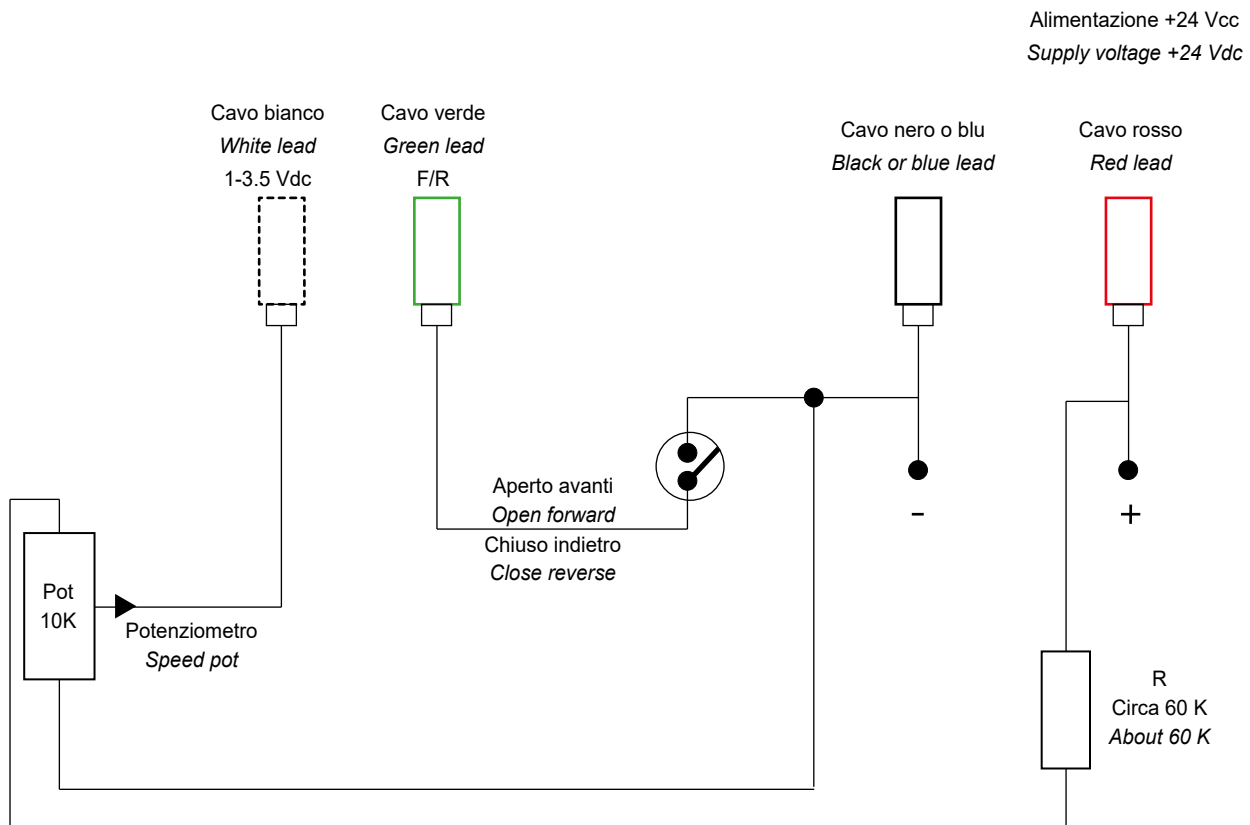 Alimentazione +24 Vcc
Supply voltage +24 Vdc
Cavo bianco
White lead
1-3.5 Vdc
Cavo verde
Green lead
F/R
Cavo nero o blu
Black or blue lead
Cavo rosso
Red lead
Aperto avanti
Open forward
Chiuso indietro
Close reverse
-
+
Pot
10K
Potenziometro
Speed pot
R
Circa 60 K
About 60 K